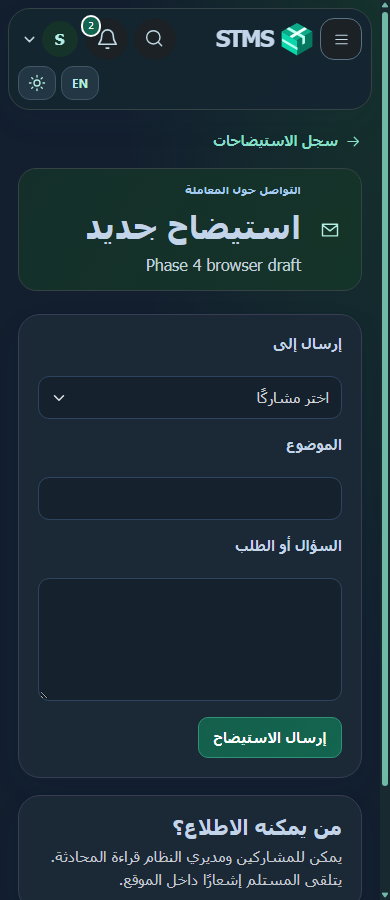 STMS
2
S
EN
سجل الاستيضاحات
التواصل حول المعاملة
استيضاح جديد
Phase 4 browser draft
إرسال إلى
اختر مشاركًا
الموضوع
السؤال أو الطلب
إرسال الاستيضاح
من يمكنه الاطلاع؟
يمكن للمشاركين ومديري النظام قراءة المحادثة.
يتلقى المستلم إشعارًا داخل الموقع.